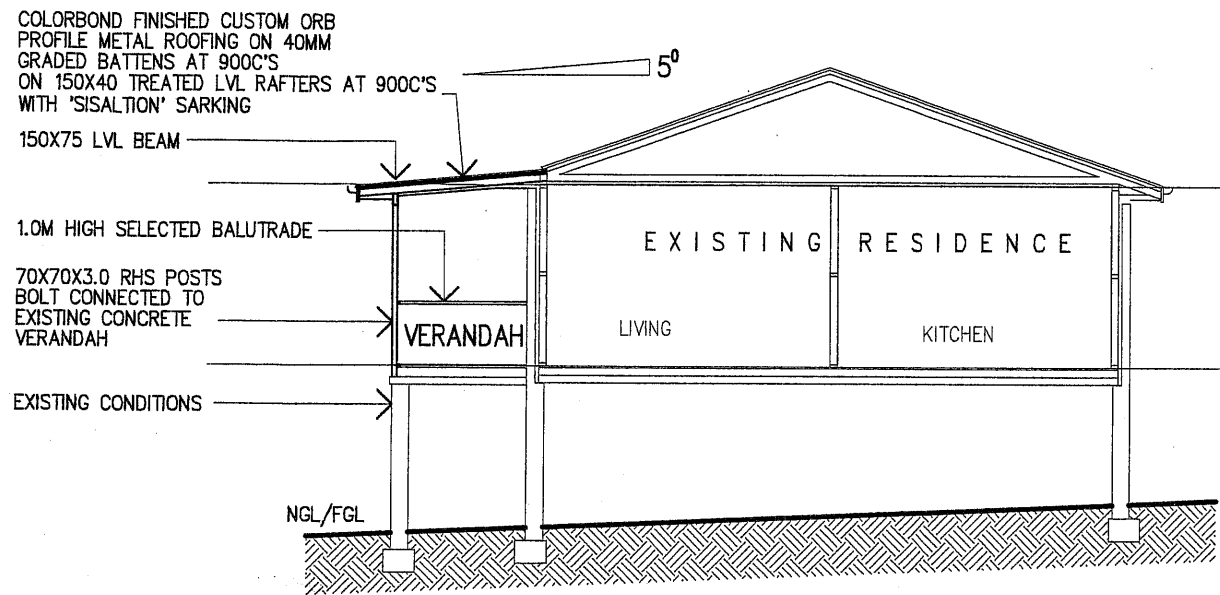 COLORBOND FINISHED CUSTOM ORB
PROFILE METAL ROOFING ON 40MM
GRADED BATTENS AT 900C'S
ON 150X40 TREATED LVL RAFTERS AT 900C'S
WITH 'SISALTION' SARKING
5°
150X75 LVL BEAM
1.0M HIGH SELECTED BALUTRADE
EXISTING RESIDENCE
70X70X3.0 RHS POSTS
BOLT CONNECTED TO
EXISTING CONCRETE
VERANDAH
VERANDAH
LIVING
KITCHEN
EXISTING CONDITIONS
NGL/FGL